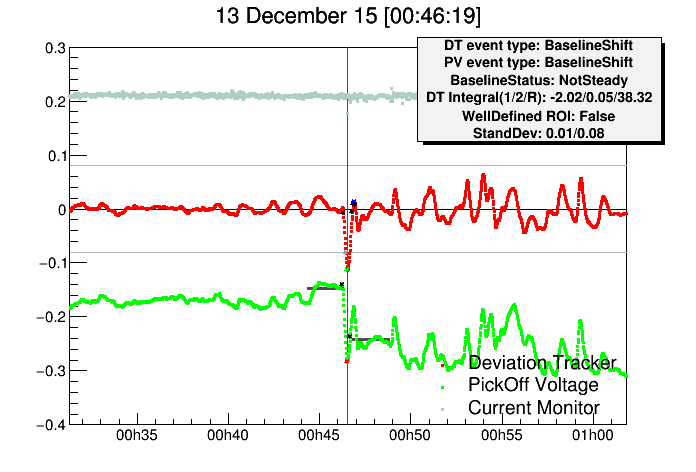 13 December 15 [00:46:19]
DT event type: BaselineShift
PV event type: BaselineShift
BaselineStatus: NotSteady
DT Integral(1/2/R): -2.02/0.05/38.32
WellDefined ROI: False
StandDev: 0.01/0.08
0.3
0.2
0.1
0
−0.1
−0.2
−0.3
−0.4
Deviation Tracker
PickOff Voltage
Current Monitor
00h35 00h40 00h45 00h50 00h55 01h00